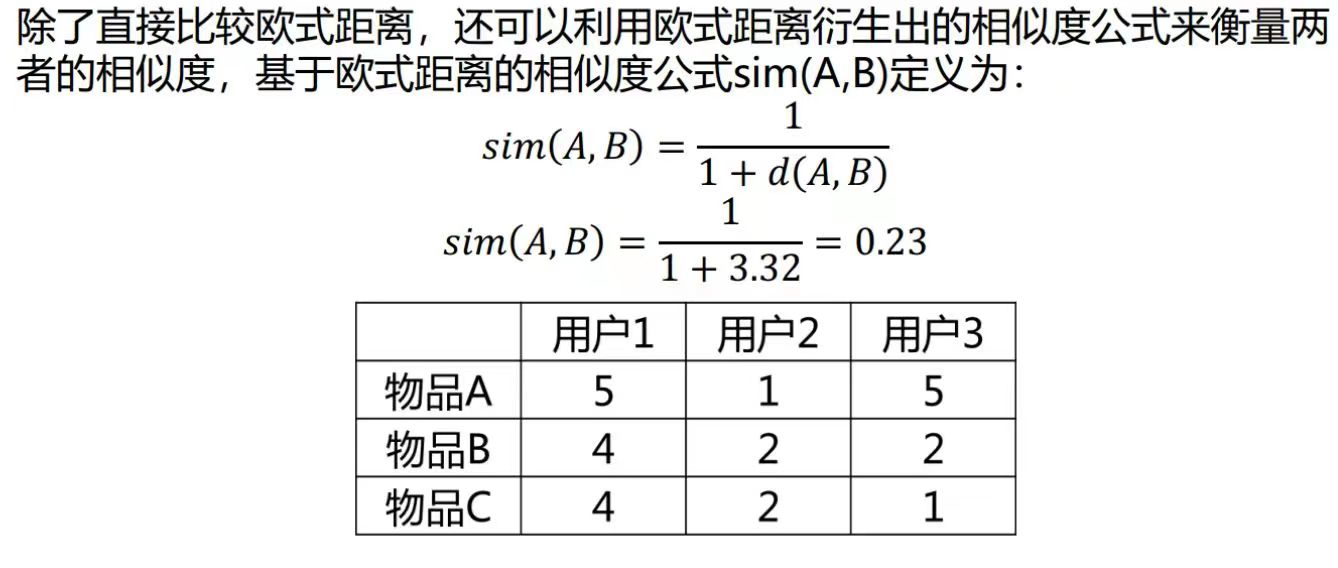 除了直接比较欧式距离，还可以利用欧式距离衍生出的相似度公式来衡量两
者的相似度，基于欧式距离的相似度公式sim(A,B)定义为：
sim(A, B) = 1 / (1 + d(A, B))
sim(A, B) = 1 / (1 + 3.32) = 0.23
用户1 用户2 用户3
物品A 5 1 5
物品B 4 2 2
物品C 4 2 1